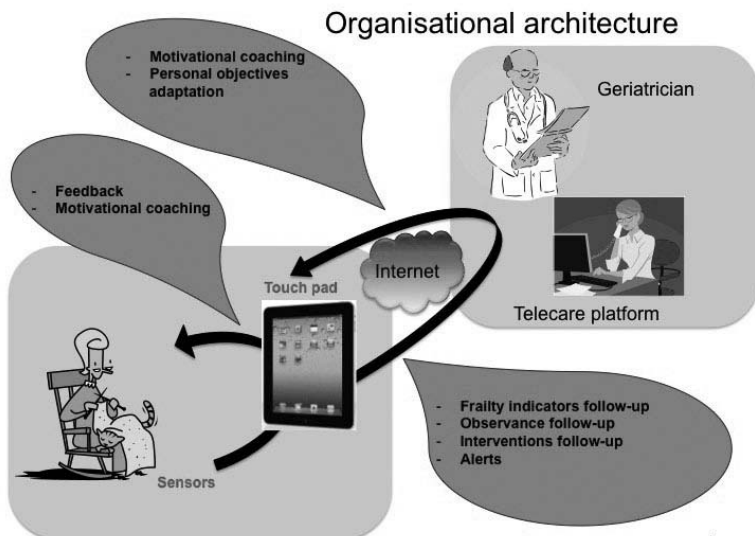 Organisational architecture
- Motivational coaching
- Personal objectives
adaptation
Geriatrician
- Feedback
- Motivational coaching
Internet
Touch pad
Telecare platform
- Frailty indicators follow-up
- Observance follow-up
- Interventions follow-up
- Alerts
Sensors